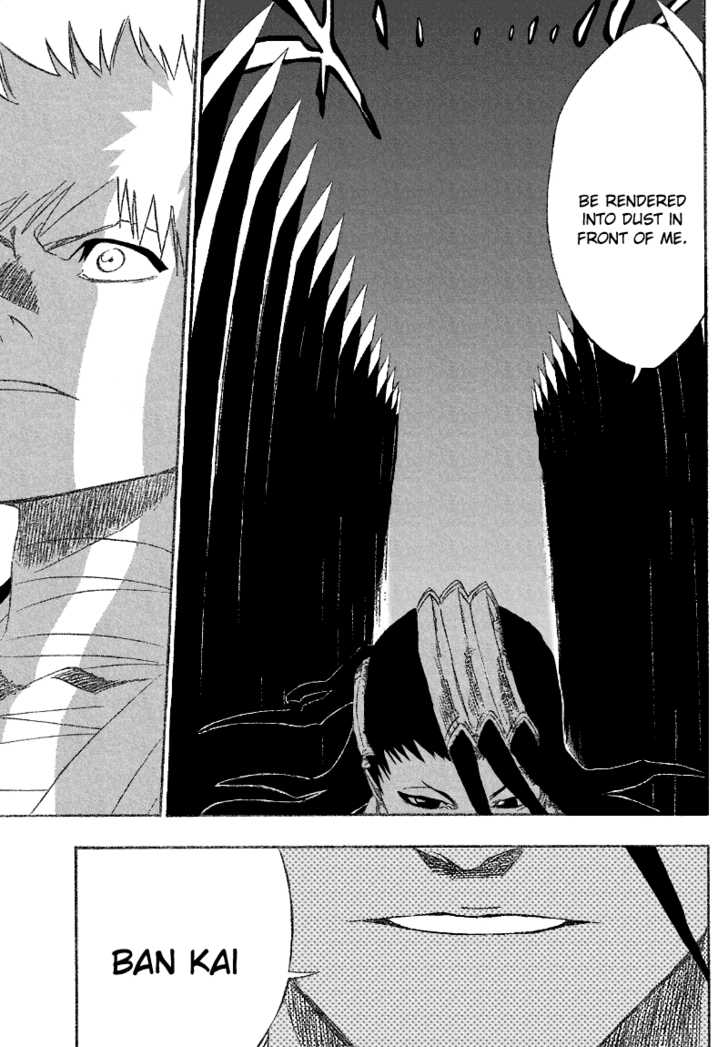 BE RENDERED
INTO DUST IN
FRONT OF ME.
BAN KAI